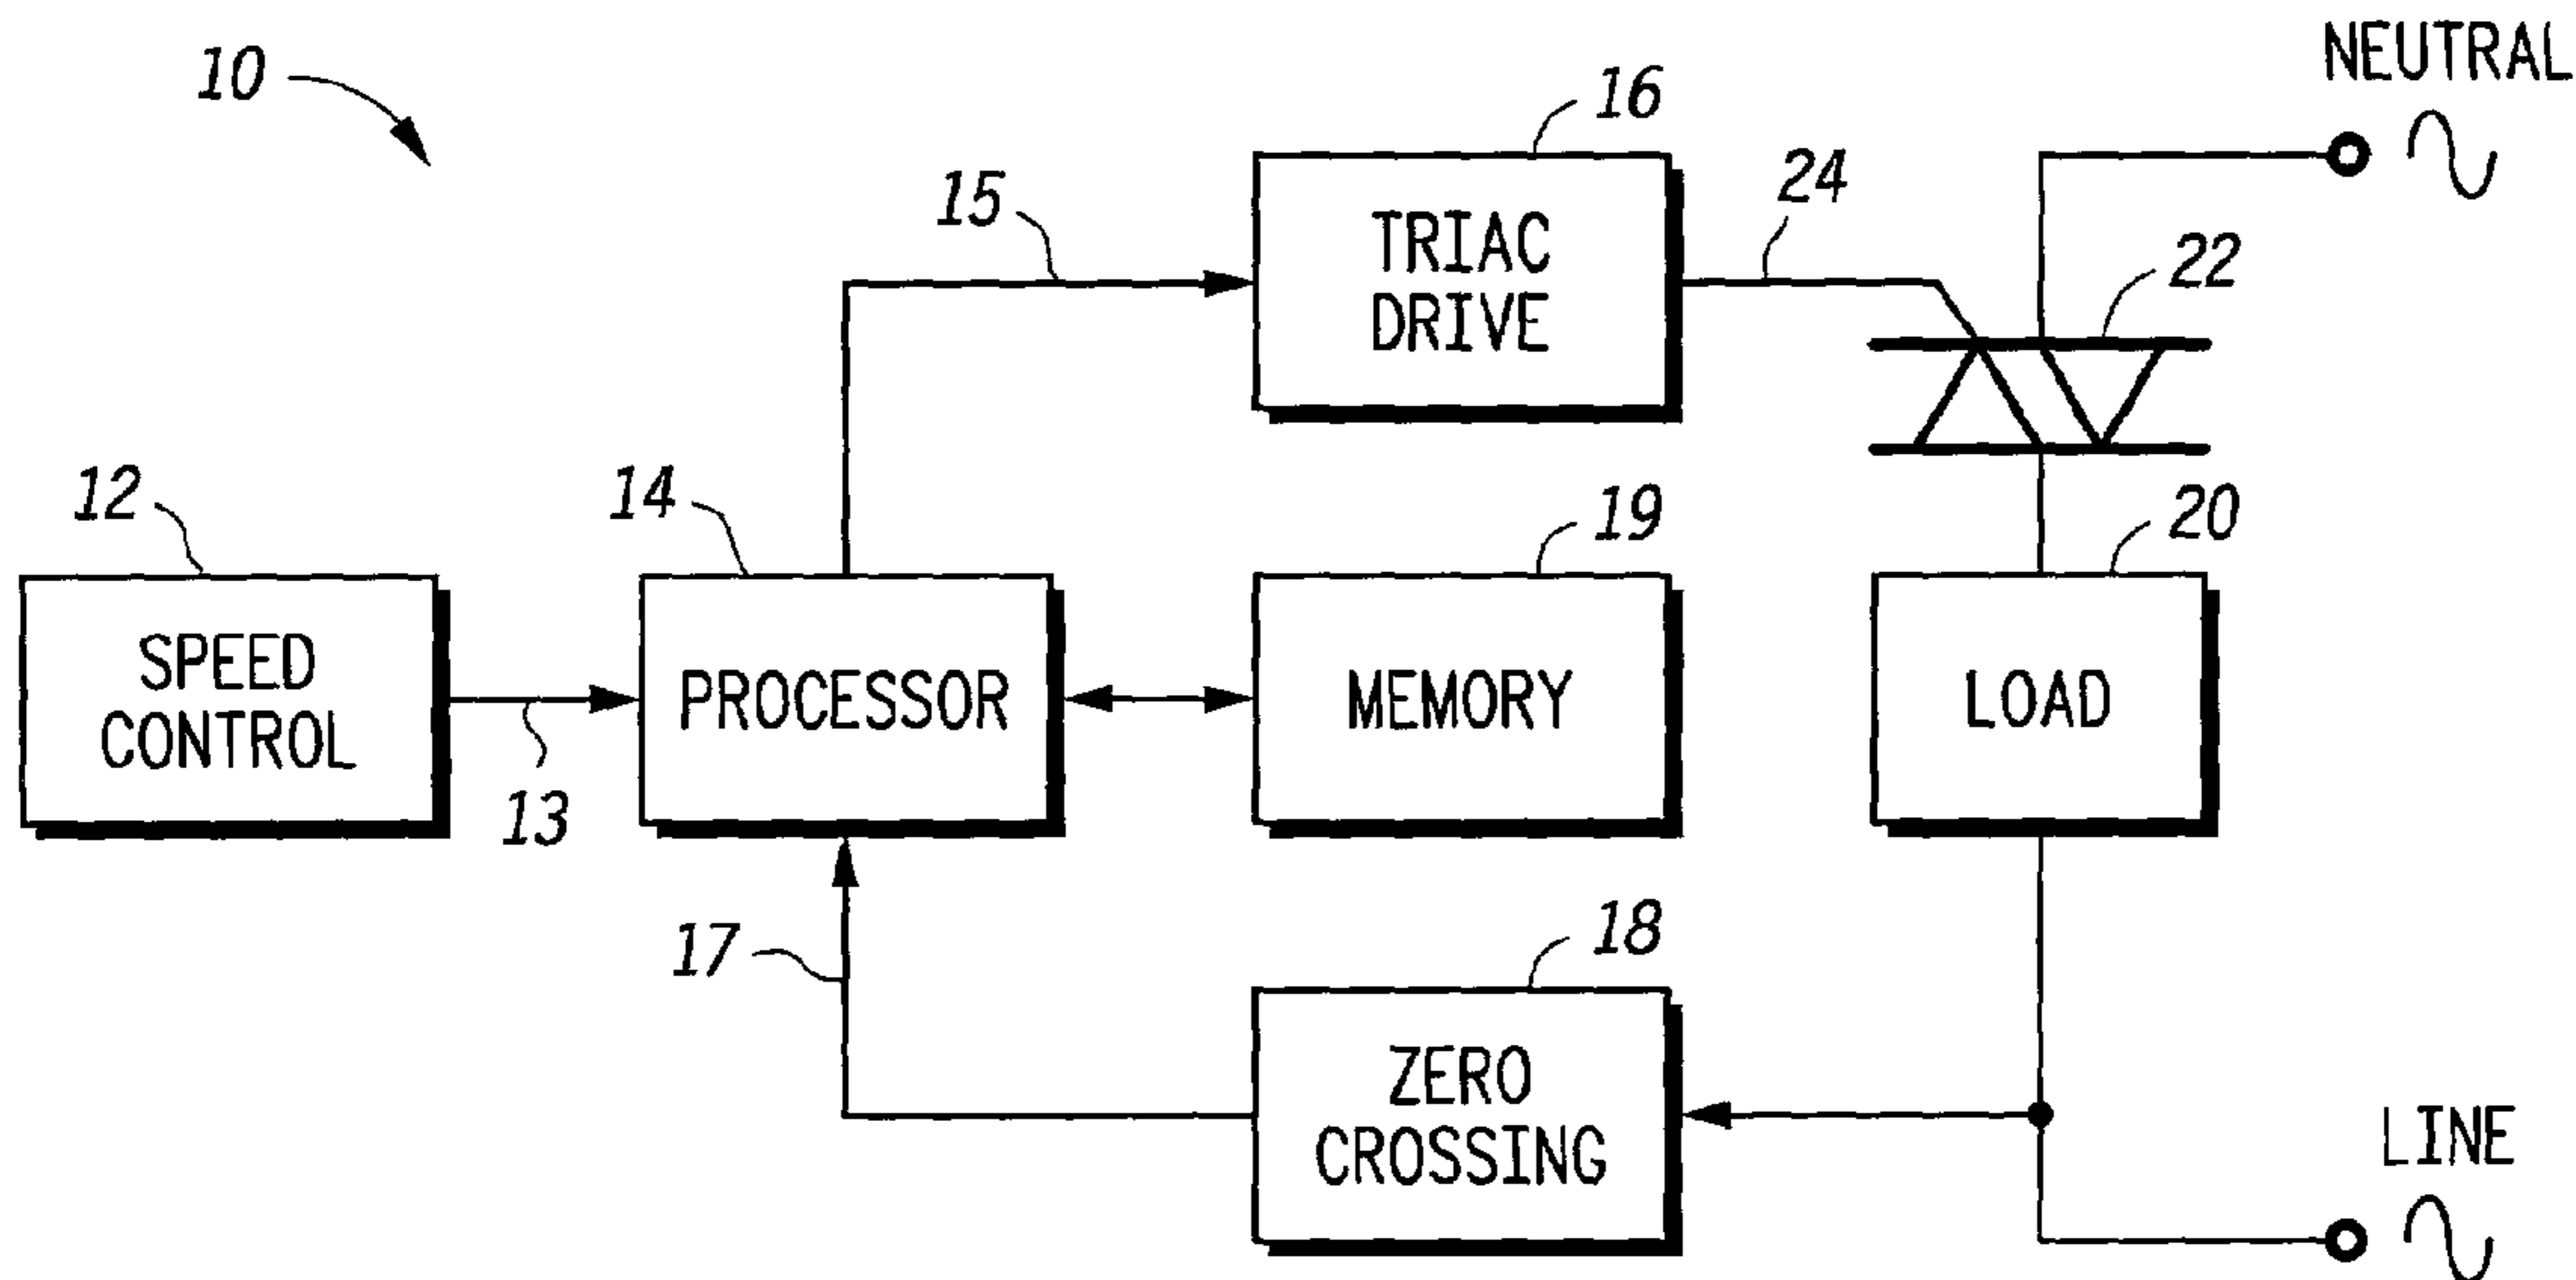 NEUTRAL
10
16
15
24
TRIAC
DRIVE
22
12
14
19
20
SPEED
CONTROL
PROCESSOR
MEMORY
LOAD
13
17
18
ZERO
CROSSING
LINE